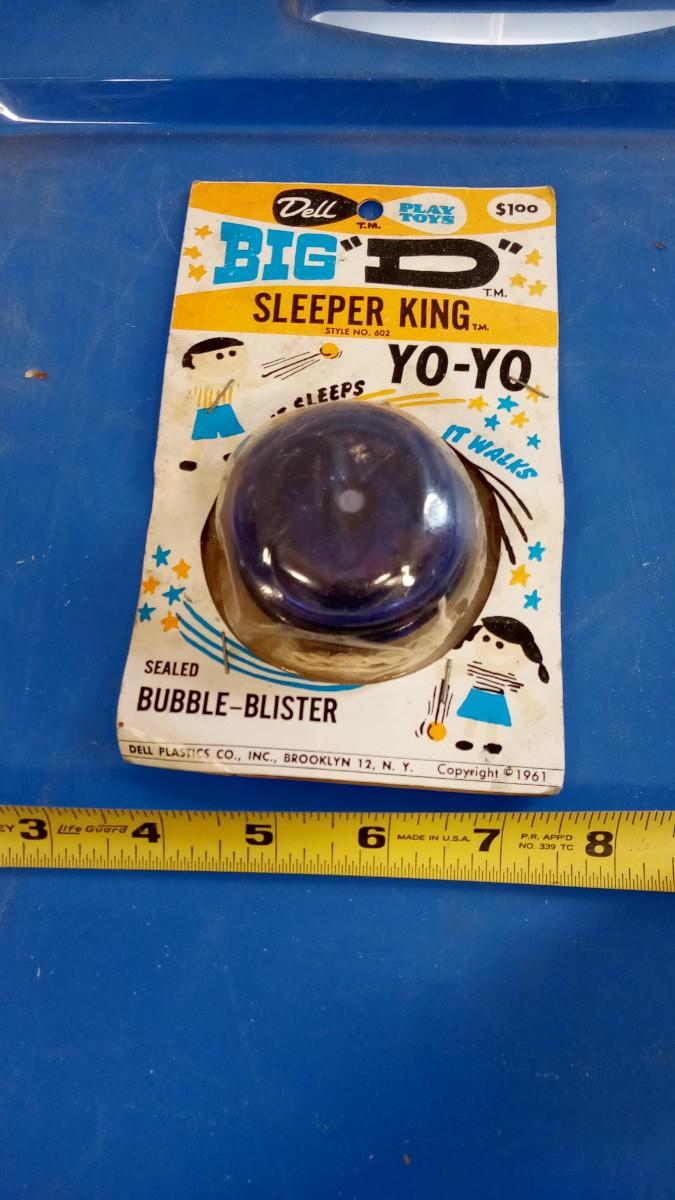 Dell T.M. PLAY TOYS $1.00
BIG "D" T.M.
SLEEPER KING T.M.
STYLE NO. 602
YO-YO
SLEEPS
IT WALKS
SEALED
BUBBLE-BLISTER
DELL PLASTICS CO., INC., BROOKLYN 12, N. Y. Copyright © 1961
3 Life Guard 4 5 6 MADE IN U.S.A. 7 P.R. APP'D NO. 339 TC 8